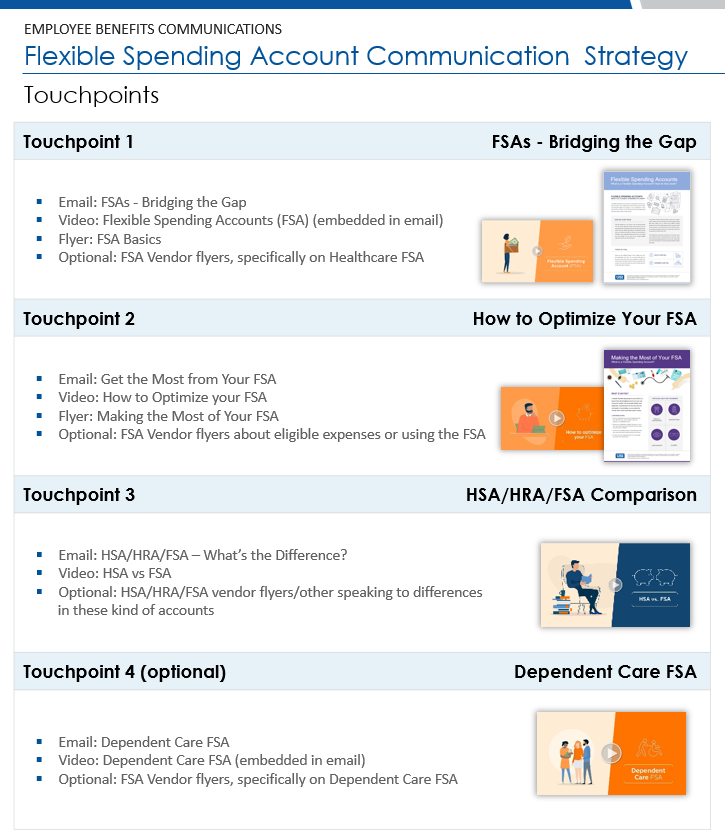 EMPLOYEE BENEFITS COMMUNICATIONS
Flexible Spending Account Communication Strategy
Touchpoints
Touchpoint 1
FSAs - Bridging the Gap
▪ Email: FSAs - Bridging the Gap
▪ Video: Flexible Spending Accounts (FSA) (embedded in email)
▪ Flyer: FSA Basics
▪ Optional: FSA Vendor flyers, specifically on Healthcare FSA
Flexible Spending
Account
Flexible Spending Accounts
Touchpoint 2
How to Optimize Your FSA
▪ Email: Get the Most from Your FSA
▪ Video: How to Optimize your FSA
▪ Flyer: Making the Most of Your FSA
▪ Optional: FSA Vendor flyers about eligible expenses or using the FSA
How to optimize
your FSA
Making the Most of Your FSA
Touchpoint 3
HSA/HRA/FSA Comparison
▪ Email: HSA/HRA/FSA – What’s the Difference?
▪ Video: HSA vs FSA
▪ Optional: HSA/HRA/FSA vendor flyers/other speaking to differences
in these kind of accounts
HSA vs. FSA
Touchpoint 4 (optional)
Dependent Care FSA
▪ Email: Dependent Care FSA
▪ Video: Dependent Care FSA (embedded in email)
▪ Optional: FSA Vendor flyers, specifically on Dependent Care FSA
Dependent
Care FSA